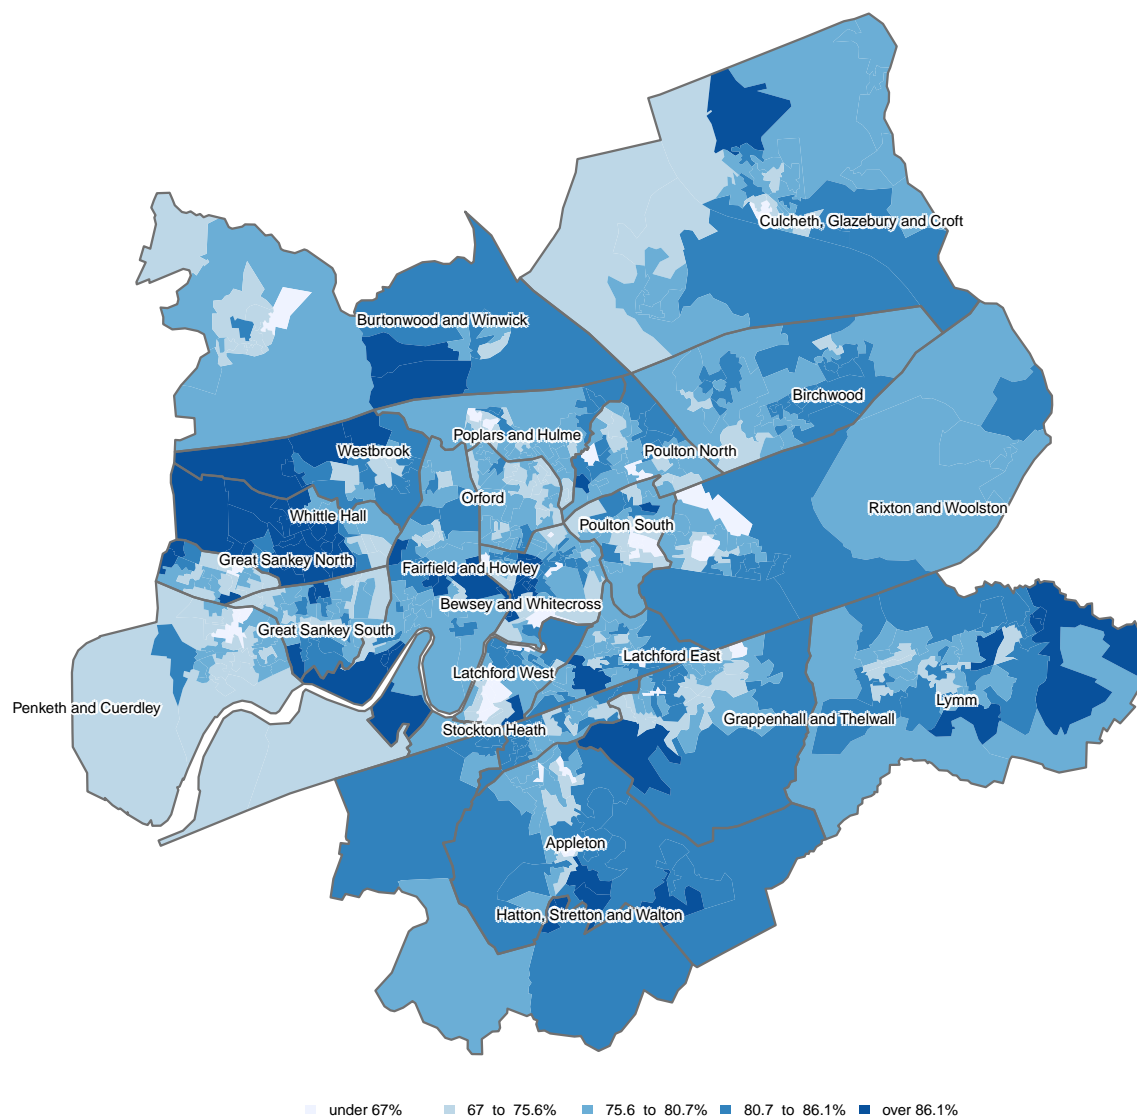 Culcheth, Glazebury and Croft
Burtonwood and Winwick
Birchwood
Poplars and Hulme
Westbrook
Poulton North
Orford
Rixton and Woolston
Whittle Hall
Poulton South
Great Sankey North
Fairfield and Howley
Bewsey and Whitecross
Great Sankey South
Latchford East
Latchford West
Lymm
Penketh and Cuerdley
Grappenhall and Thelwall
Stockton Heath
Appleton
Hatton, Stretton and Walton
under 67% 67 to 75.6% 75.6 to 80.7% 80.7 to 86.1% over 86.1%